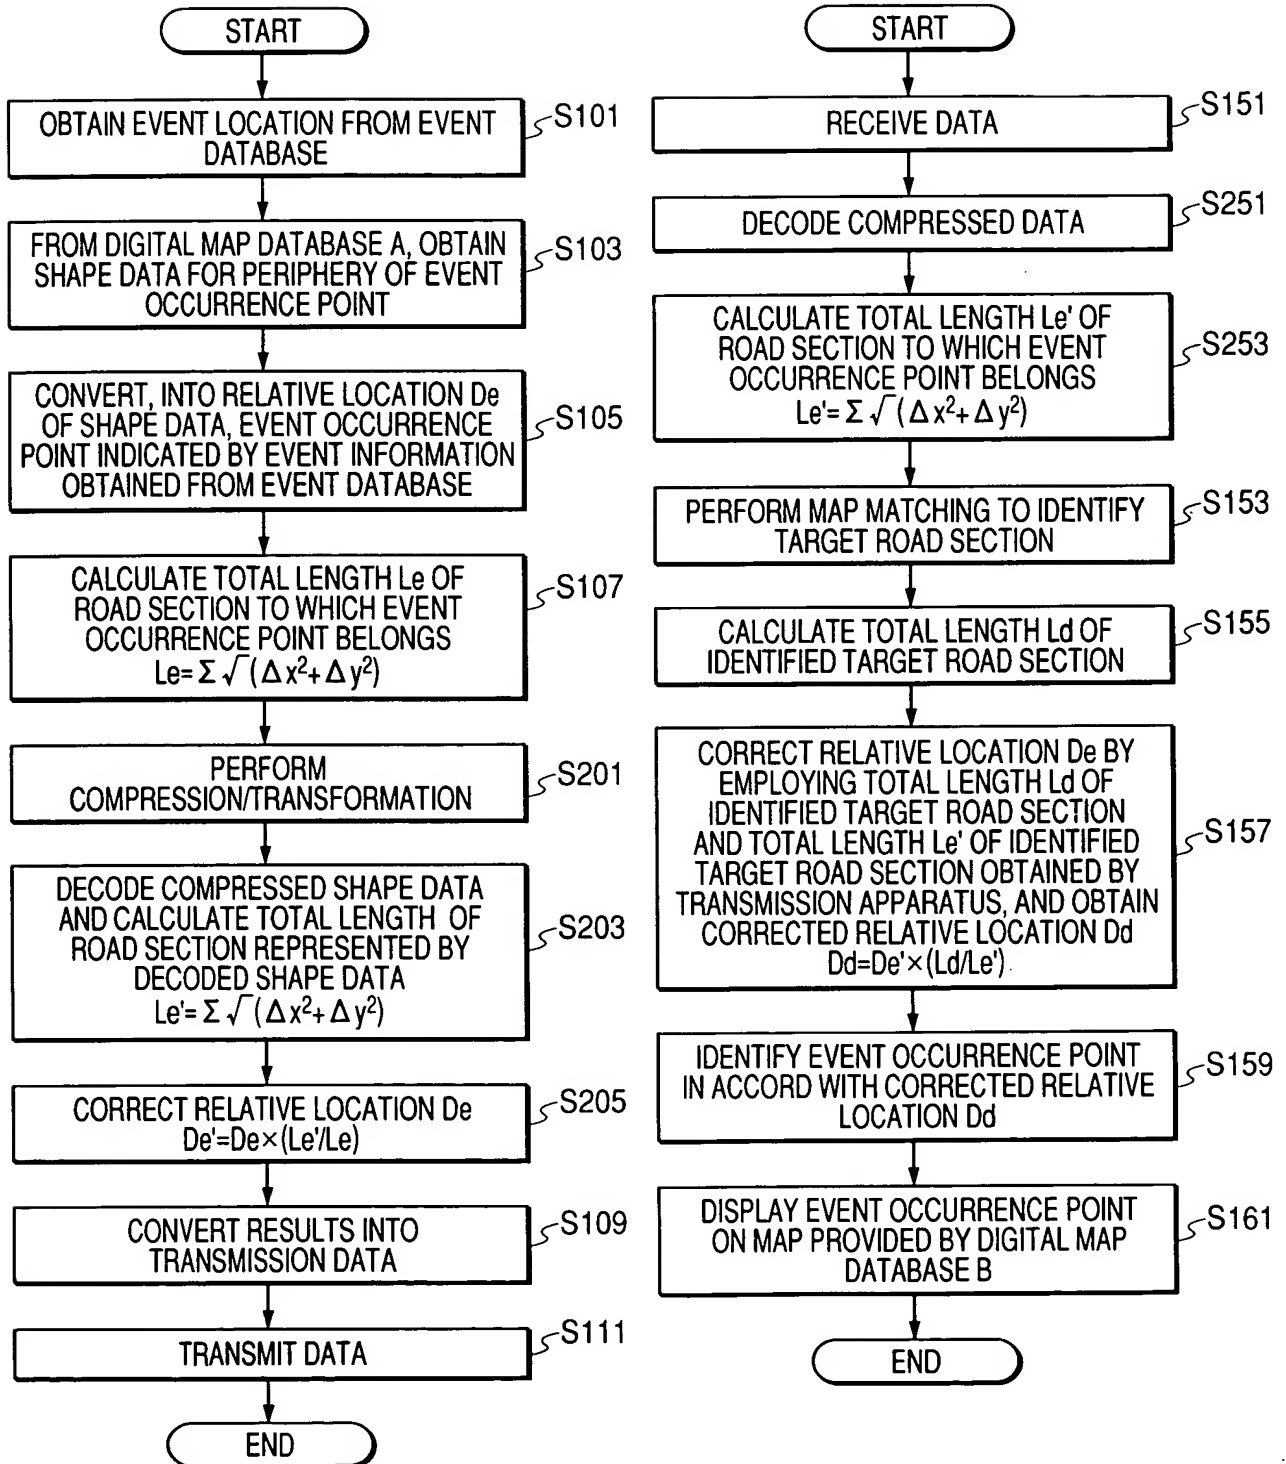 START
OBTAIN EVENT LOCATION FROM EVENT
DATABASE
S101
FROM DIGITAL MAP DATABASE A, OBTAIN
SHAPE DATA FOR PERIPHERY OF EVENT
OCCURRENCE POINT
S103
CONVERT, INTO RELATIVE LOCATION De
OF SHAPE DATA, EVENT OCCURRENCE
POINT INDICATED BY EVENT INFORMATION
OBTAINED FROM EVENT DATABASE
S105
CALCULATE TOTAL LENGTH Le OF
ROAD SECTION TO WHICH EVENT
OCCURRENCE POINT BELONGS
Le=Σ√(Δx²+Δy²)
S107
PERFORM
COMPRESSION/TRANSFORMATION
S201
DECODE COMPRESSED SHAPE DATA
AND CALCULATE TOTAL LENGTH OF
ROAD SECTION REPRESENTED BY
DECODED SHAPE DATA
Le'=Σ√(Δx²+Δy²)
S203
CORRECT RELATIVE LOCATION De
De'=De×(Le'/Le)
S205
CONVERT RESULTS INTO
TRANSMISSION DATA
S109
TRANSMIT DATA
S111
END
START
RECEIVE DATA
S151
DECODE COMPRESSED DATA
S251
CALCULATE TOTAL LENGTH Le' OF
ROAD SECTION TO WHICH EVENT
OCCURRENCE POINT BELONGS
Le'=Σ√(Δx²+Δy²)
S253
PERFORM MAP MATCHING TO IDENTIFY
TARGET ROAD SECTION
S153
CALCULATE TOTAL LENGTH Ld OF
IDENTIFIED TARGET ROAD SECTION
S155
CORRECT RELATIVE LOCATION De BY
EMPLOYING TOTAL LENGTH Ld OF
IDENTIFIED TARGET ROAD SECTION
AND TOTAL LENGTH Le' OF IDENTIFIED
TARGET ROAD SECTION OBTAINED BY
TRANSMISSION APPARATUS, AND OBTAIN
CORRECTED RELATIVE LOCATION Dd
Dd=De'×(Ld/Le')
S157
IDENTIFY EVENT OCCURRENCE POINT
IN ACCORD WITH CORRECTED RELATIVE
LOCATION Dd
S159
DISPLAY EVENT OCCURRENCE POINT
ON MAP PROVIDED BY DIGITAL MAP
DATABASE B
S161
END